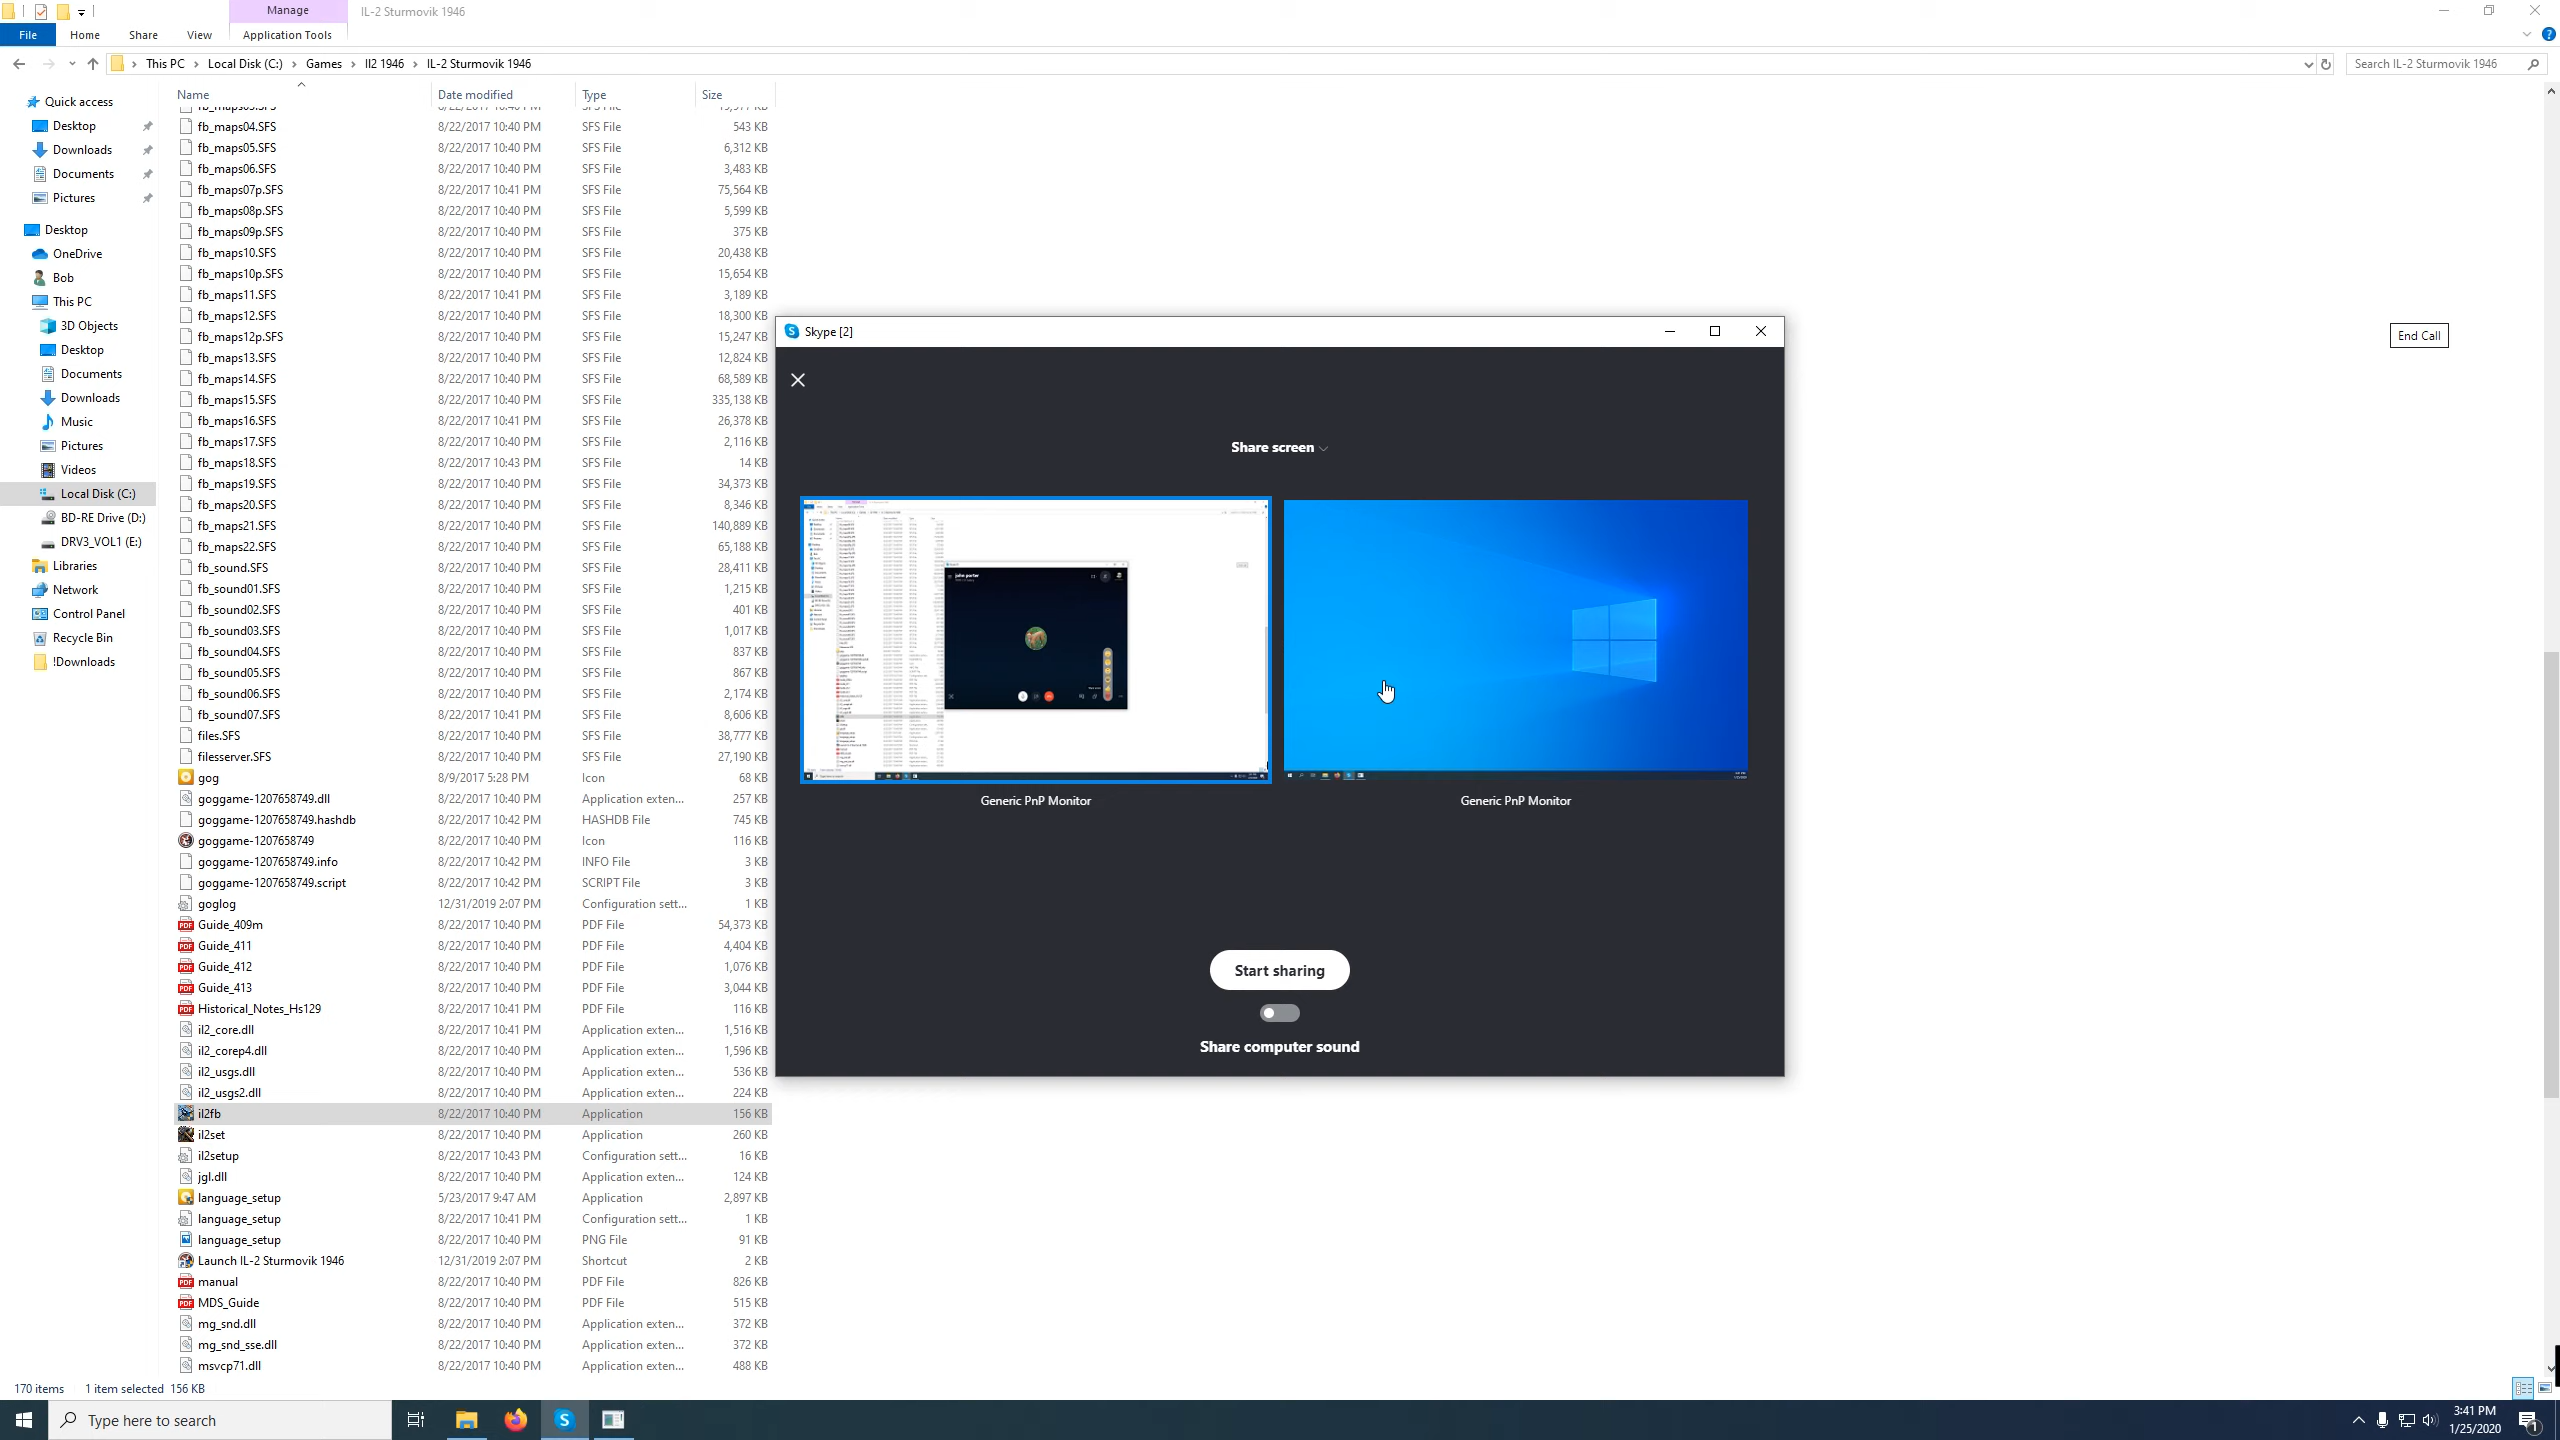 Manage
IL-2 Sturmovik 1946
File
Home
Share
View
Application Tools
This PC
Local Disk (C:)
Games
Il2 1946
IL-2 Sturmovik 1946
Search IL-2 Sturmovik 1946
Name Date modified Type Size
fb_maps04.SFS 8/22/2017 10:40 PM SFS File 543 KB
fb_maps05.SFS 8/22/2017 10:40 PM SFS File 6,312 KB
fb_maps06.SFS 8/22/2017 10:40 PM SFS File 3,483 KB
fb_maps07p.SFS 8/22/2017 10:41 PM SFS File 75,564 KB
fb_maps08p.SFS 8/22/2017 10:40 PM SFS File 5,599 KB
fb_maps09p.SFS 8/22/2017 10:40 PM SFS File 375 KB
fb_maps10.SFS 8/22/2017 10:40 PM SFS File 20,438 KB
fb_maps10p.SFS 8/22/2017 10:40 PM SFS File 15,654 KB
fb_maps11.SFS 8/22/2017 10:41 PM SFS File 3,189 KB
fb_maps12.SFS 8/22/2017 10:40 PM SFS File 18,300 KB
fb_maps12p.SFS 8/22/2017 10:40 PM SFS File 15,247 KB
fb_maps13.SFS 8/22/2017 10:40 PM SFS File 12,824 KB
fb_maps14.SFS 8/22/2017 10:40 PM SFS File 68,589 KB
fb_maps15.SFS 8/22/2017 10:40 PM SFS File 335,138 KB
fb_maps16.SFS 8/22/2017 10:41 PM SFS File 26,378 KB
fb_maps17.SFS 8/22/2017 10:40 PM SFS File 2,116 KB
fb_maps18.SFS 8/22/2017 10:43 PM SFS File 14 KB
fb_maps19.SFS 8/22/2017 10:40 PM SFS File 34,373 KB
fb_maps20.SFS 8/22/2017 10:40 PM SFS File 8,346 KB
fb_maps21.SFS 8/22/2017 10:40 PM SFS File 140,889 KB
fb_maps22.SFS 8/22/2017 10:40 PM SFS File 65,188 KB
fb_sound.SFS 8/22/2017 10:40 PM SFS File 28,411 KB
fb_sound01.SFS 8/22/2017 10:40 PM SFS File 1,215 KB
fb_sound02.SFS 8/22/2017 10:40 PM SFS File 401 KB
fb_sound03.SFS 8/22/2017 10:40 PM SFS File 1,017 KB
fb_sound04.SFS 8/22/2017 10:40 PM SFS File 837 KB
fb_sound05.SFS 8/22/2017 10:40 PM SFS File 867 KB
fb_sound06.SFS 8/22/2017 10:40 PM SFS File 2,174 KB
fb_sound07.SFS 8/22/2017 10:41 PM SFS File 8,606 KB
files.SFS 8/22/2017 10:40 PM SFS File 38,777 KB
filesserver.SFS 8/22/2017 10:40 PM SFS File 27,190 KB
gog 8/9/2017 5:28 PM Icon 68 KB
goggame-1207658749.dll 8/22/2017 10:40 PM Application exten... 257 KB
goggame-1207658749.hashdb 8/22/2017 10:42 PM HASHDB File 745 KB
goggame-1207658749 8/22/2017 10:40 PM Icon 116 KB
goggame-1207658749.info 8/22/2017 10:42 PM INFO File 3 KB
goggame-1207658749.script 8/22/2017 10:42 PM SCRIPT File 3 KB
goglog 12/31/2019 2:07 PM Configuration sett... 1 KB
Guide_409m 8/22/2017 10:40 PM PDF File 54,373 KB
Guide_411 8/22/2017 10:40 PM PDF File 4,404 KB
Guide_412 8/22/2017 10:40 PM PDF File 1,076 KB
Guide_413 8/22/2017 10:40 PM PDF File 3,044 KB
Historical_Notes_Hs129 8/22/2017 10:41 PM PDF File 116 KB
il2_core.dll 8/22/2017 10:41 PM Application exten... 1,516 KB
il2_corep4.dll 8/22/2017 10:40 PM Application exten... 1,596 KB
il2_usgs.dll 8/22/2017 10:40 PM Application exten... 536 KB
il2_usgs2.dll 8/22/2017 10:40 PM Application exten... 224 KB
il2fb 8/22/2017 10:40 PM Application 156 KB
il2set 8/22/2017 10:40 PM Application 260 KB
il2setup 8/22/2017 10:43 PM Configuration sett... 16 KB
jgl.dll 8/22/2017 10:40 PM Application exten... 124 KB
language_setup 5/23/2017 9:47 AM Application 2,897 KB
language_setup 8/22/2017 10:41 PM Configuration sett... 1 KB
language_setup 8/22/2017 10:40 PM PNG File 91 KB
Launch IL-2 Sturmovik 1946 12/31/2019 2:07 PM Shortcut 2 KB
manual 8/22/2017 10:40 PM PDF File 826 KB
MDS_Guide 8/22/2017 10:40 PM PDF File 515 KB
mg_snd.dll 8/22/2017 10:40 PM Application exten... 372 KB
mg_snd_sse.dll 8/22/2017 10:40 PM Application exten... 372 KB
msvcp71.dll 8/22/2017 10:40 PM Application exten... 488 KB
Quick access
Desktop
Downloads
Documents
Pictures
Desktop
OneDrive
Bob
This PC
3D Objects
Desktop
Documents
Downloads
Music
Pictures
Videos
Local Disk (C:)
BD-RE Drive (D:)
DRV3_VOL1 (E:)
Libraries
Network
Control Panel
Recycle Bin
!Downloads
Skype [2]
Share screen
john porter
Generic PnP Monitor
Generic PnP Monitor
Start sharing
Share computer sound
End Call
170 items
1 item selected 156 KB
Type here to search
3:41 PM
1/25/2020
1